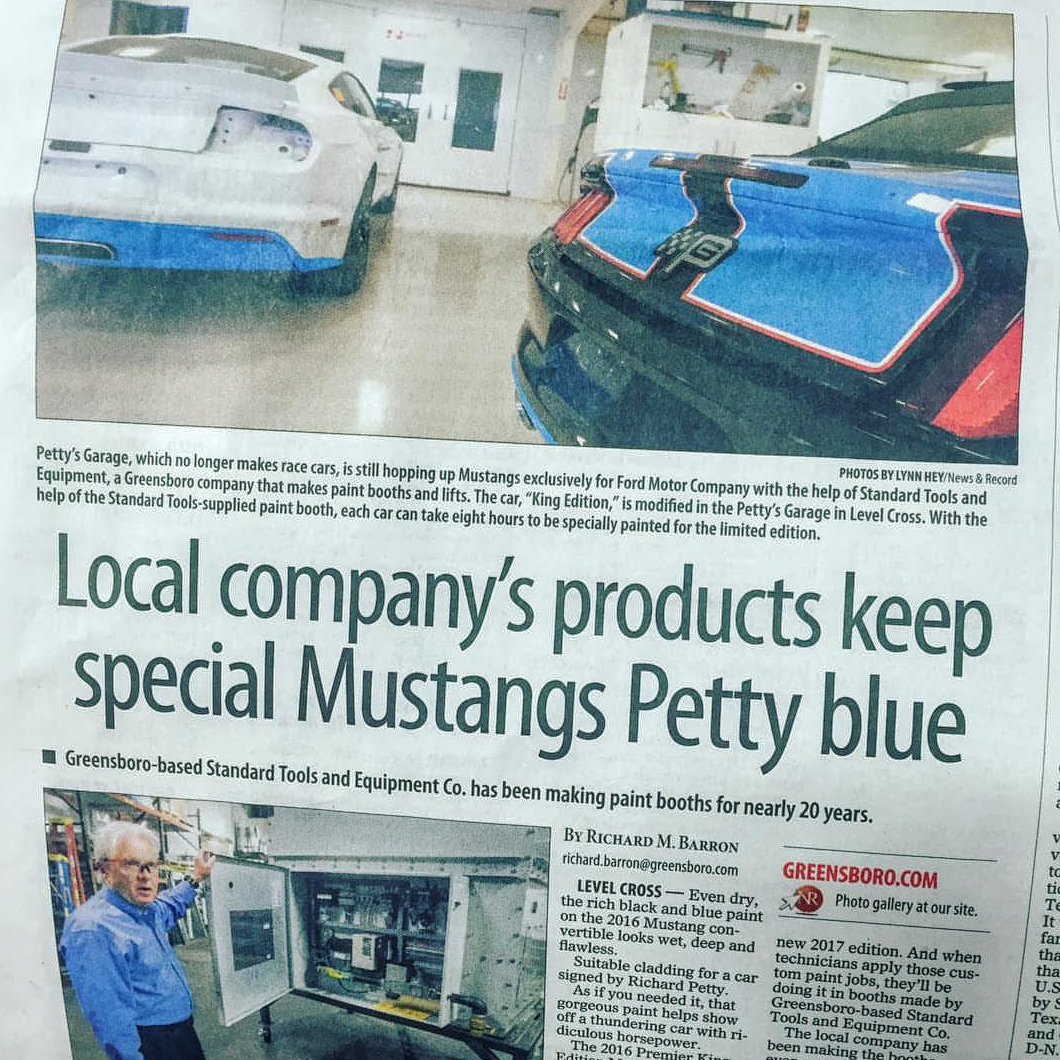 PHOTOS BY LYNN HEY/News & Record
Petty's Garage, which no longer makes race cars, is still hopping up Mustangs exclusively for Ford Motor Company with the help of Standard Tools and
Equipment, a Greensboro company that makes paint booths and lifts. The car, "King Edition," is modified in the Petty's Garage in Level Cross. With the
help of the Standard Tools-supplied paint booth, each car can take eight hours to be specially painted for the limited edition.
Local company's products keep
special Mustangs Petty blue
■ Greensboro-based Standard Tools and Equipment Co. has been making paint booths for nearly 20 years.
BY RICHARD M. BARRON
richard.barron@greensboro.com
LEVEL CROSS — Even dry,
the rich black and blue paint
on the 2016 Mustang con-
vertible looks wet, deep and
flawless.
Suitable cladding for a car
signed by Richard Petty.
As if you needed it, that
gorgeous paint helps show
off a thundering car with ri-
diculous horsepower.
The 2016 Premier King
GREENSBORO.COM
NR
Photo gallery at our site.
new 2017 edition. And when
technicians apply those cus-
tom paint jobs, they'll be
doing it in booths made by
Greensboro-based Standard
Tools and Equipment Co.
The local company has
been making the booths
It
U.S
by
and
D-N